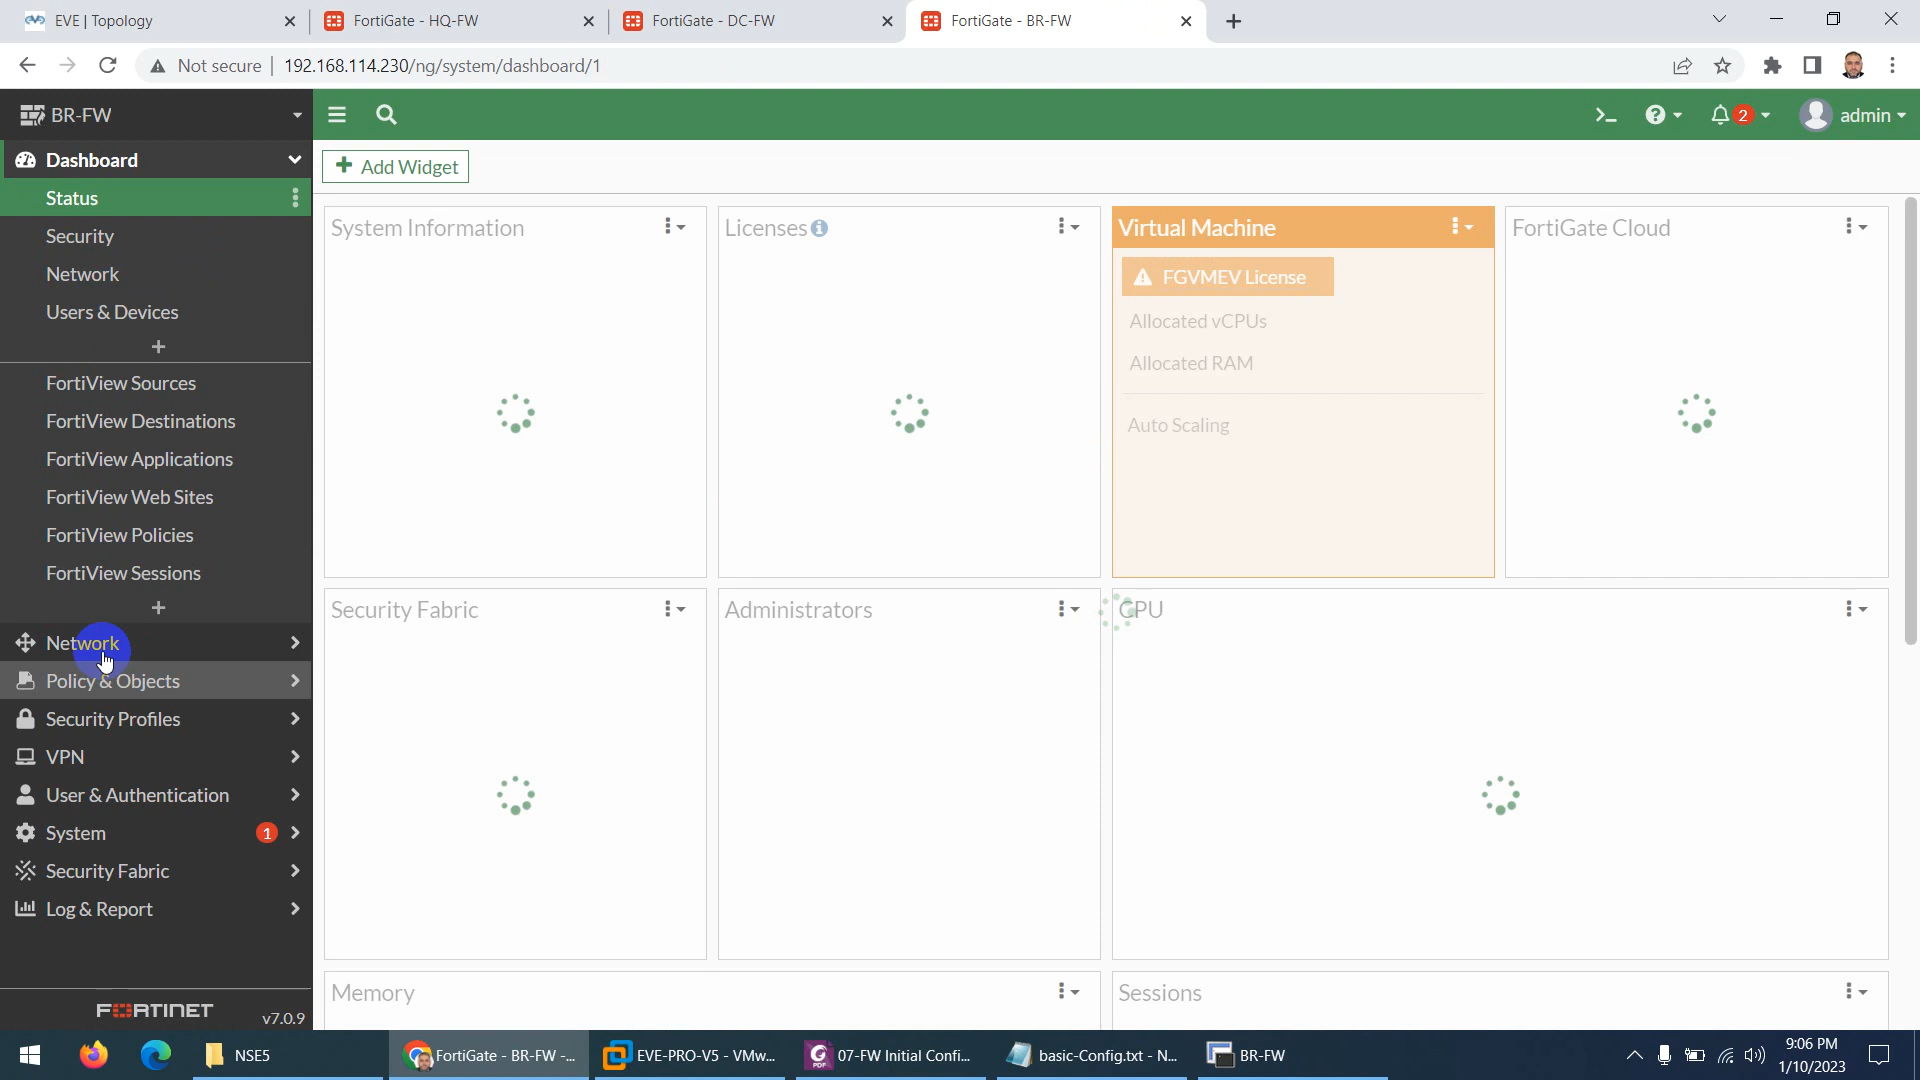 EVE | Topology
FortiGate - HQ-FW
FortiGate - DC-FW
FortiGate - BR-FW
Not secure
192.168.114.230/ng/system/dashboard/1
BR-FW
2
admin
Dashboard
Add Widget
Status
Security
Network
Users & Devices
FortiView Sources
FortiView Destinations
FortiView Applications
FortiView Web Sites
FortiView Policies
FortiView Sessions
Network
Policy & Objects
Security Profiles
VPN
User & Authentication
System
1
Security Fabric
Log & Report
FORTINET
v7.0.9
System Information
Licenses
Virtual Machine
FGVMEV License
Allocated vCPUs
Allocated RAM
Auto Scaling
FortiGate Cloud
Security Fabric
Administrators
CPU
Memory
Sessions
NSE5
FortiGate - BR-FW -...
EVE-PRO-V5 - VMw...
07-FW Initial Confi...
basic-Config.txt - N...
BR-FW
9:06 PM
1/10/2023